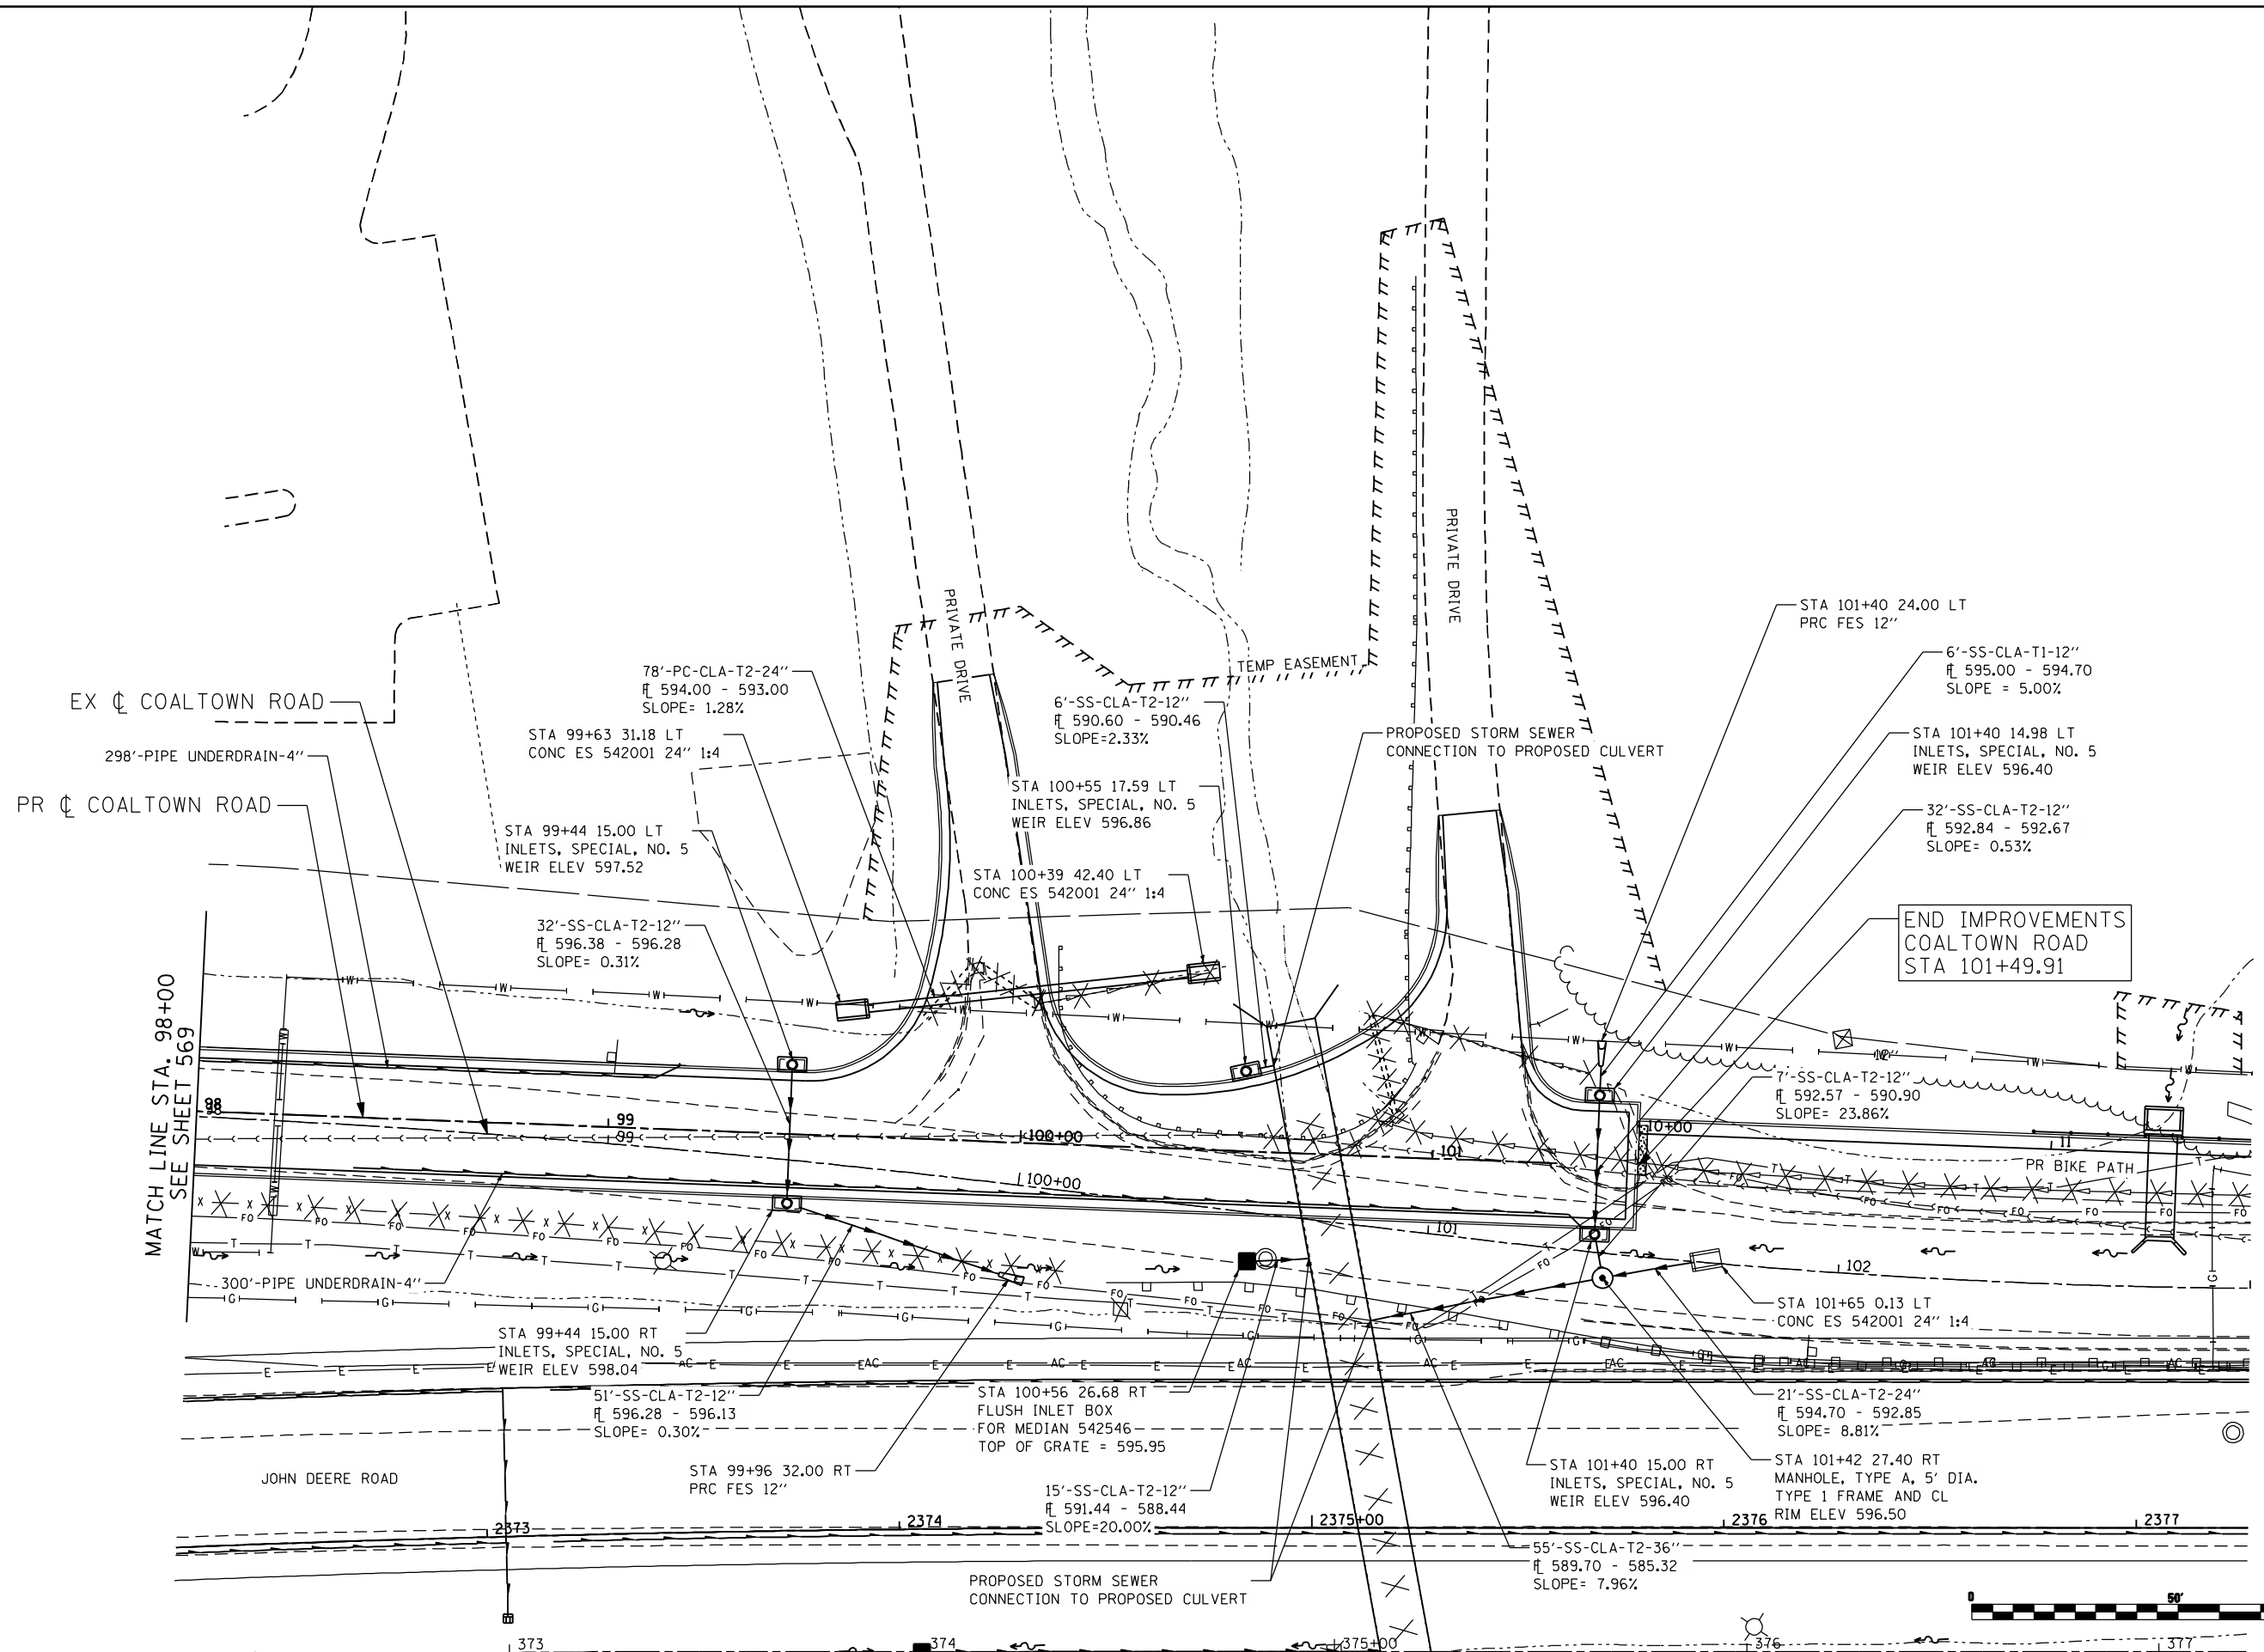 PRIVATE DRIVE
PRIVATE DRIVE
TEMP EASEMENT
STA 101+40 24.00 LT
PRC FES 12"
6'-SS-CLA-T1-12"
FL 595.00 - 594.70
SLOPE = 5.00%
78'-PC-CLA-T2-24"
FL 594.00 - 593.00
SLOPE= 1.28%
EX CL COALTOWN ROAD
6'-SS-CLA-T2-12"
FL 590.60 - 590.46
SLOPE=2.33%
STA 99+63 31.18 LT
CONC ES 542001 24" 1:4
PROPOSED STORM SEWER
CONNECTION TO PROPOSED CULVERT
STA 101+40 14.98 LT
INLETS, SPECIAL, NO. 5
WEIR ELEV 596.40
298'-PIPE UNDERDRAIN-4"
PR CL COALTOWN ROAD
STA 100+55 17.59 LT
INLETS, SPECIAL, NO. 5
WEIR ELEV 596.86
32'-SS-CLA-T2-12"
FL 592.84 - 592.67
SLOPE= 0.53%
STA 99+44 15.00 LT
INLETS, SPECIAL, NO. 5
WEIR ELEV 597.52
STA 100+39 42.40 LT
CONC ES 542001 24" 1:4
32'-SS-CLA-T2-12"
FL 596.38 - 596.28
SLOPE= 0.31%
END IMPROVEMENTS
COALTOWN ROAD
STA 101+49.91
MATCH LINE STA. 98+00
SEE SHEET 569
7'-SS-CLA-T2-12"
FL 592.57 - 590.90
SLOPE= 23.86%
98
99
100+00
101
10+00
11
98
99
100+00
101
102
PR BIKE PATH
300'-PIPE UNDERDRAIN-4"
STA 101+65 0.13 LT
CONC ES 542001 24" 1:4
STA 99+44 15.00 RT
INLETS, SPECIAL, NO. 5
WEIR ELEV 598.04
51'-SS-CLA-T2-12"
FL 596.28 - 596.13
SLOPE= 0.30%
STA 100+56 26.68 RT
FLUSH INLET BOX
FOR MEDIAN 542546
TOP OF GRATE = 595.95
21'-SS-CLA-T2-24"
FL 594.70 - 592.85
SLOPE= 8.81%
JOHN DEERE ROAD
STA 99+96 32.00 RT
PRC FES 12"
STA 101+40 15.00 RT
INLETS, SPECIAL, NO. 5
WEIR ELEV 596.40
STA 101+42 27.40 RT
MANHOLE, TYPE A, 5' DIA.
TYPE 1 FRAME AND CL
RIM ELEV 596.50
15'-SS-CLA-T2-12"
FL 591.44 - 588.44
SLOPE=20.00%
2373
2374
2375+00
2376
2377
55'-SS-CLA-T2-36"
FL 589.70 - 585.32
SLOPE= 7.96%
PROPOSED STORM SEWER
CONNECTION TO PROPOSED CULVERT
0
50'
373
374
375+00
376
377